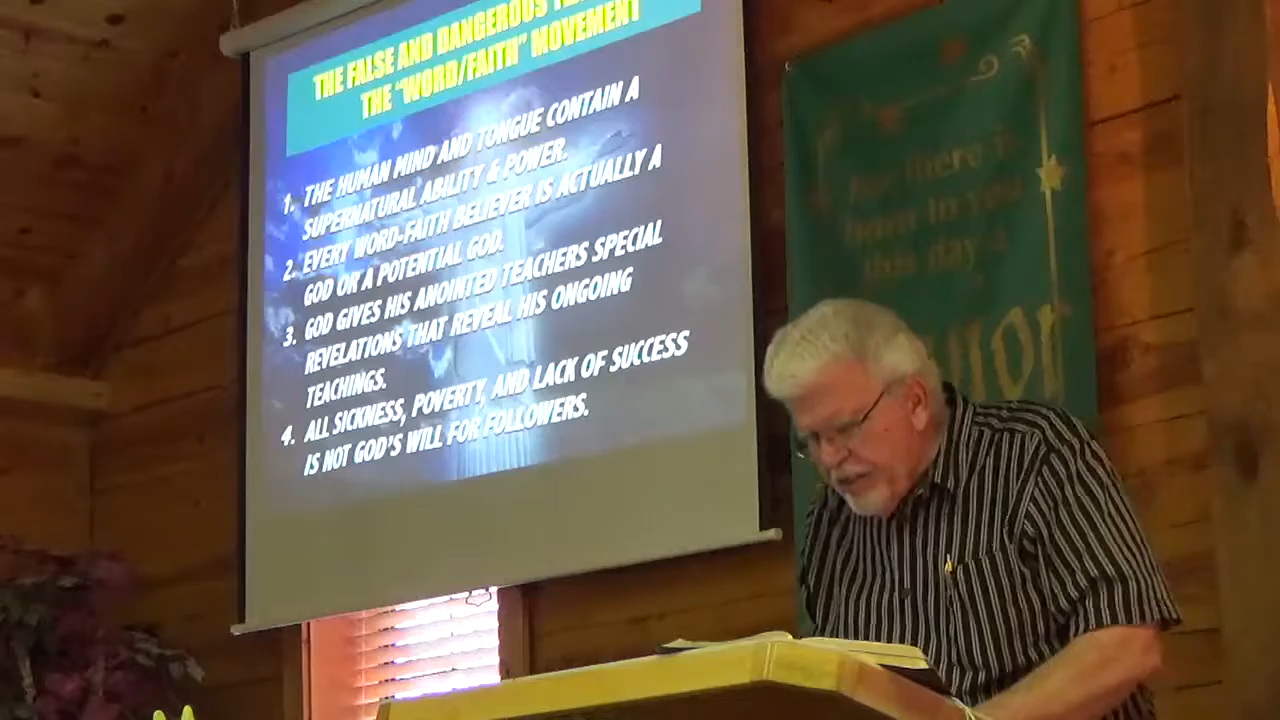 THE FALSE AND DANGEROUS
THE "WORD/FAITH" MOVEMENT
1. THE HUMAN MIND AND TONGUE CONTAIN A
SUPERNATURAL ABILITY & POWER.
2. EVERY WORD-FAITH BELIEVER IS ACTUALLY A
GOD OR A POTENTIAL GOD.
3. GOD GIVES HIS ANOINTED TEACHERS SPECIAL
REVELATIONS THAT REVEAL HIS ONGOING
TEACHINGS.
4. ALL SICKNESS, POVERTY, AND LACK OF SUCCESS
IS NOT GOD'S WILL FOR FOLLOWERS.
there is
born to you
this day